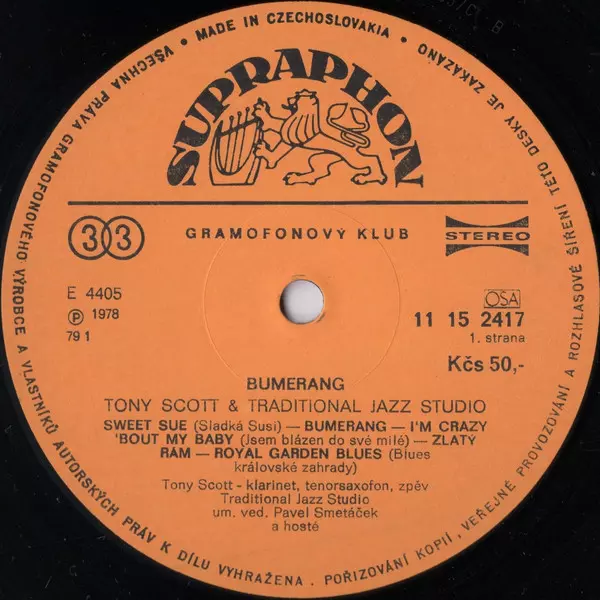 MADE IN CZECHOSLOVAKIA • VŠECHNA PRÁVA GRAMOFONOVÉHO VÝROBCE A VLASTNÍKŮ AUTORSKÝCH PRÁV K DÍLU VYHRAŽENA. POŘIZOVÁNÍ KOPIÍ, VEŘEJNÉ PROVOZOVÁNÍ A ROZHLASOVÉ ŠÍŘENÍ TÉTO DESKY JE ZAKÁZÁNO •
SUPRAPHON
33
GRAMOFONOVÝ KLUB
STEREO
E 4405
Ⓟ 1978
79 1
OSA
11 15 2417
1. strana
Kčs 50,-
BUMERANG
TONY SCOTT & TRADITIONAL JAZZ STUDIO
SWEET SUE (Sladká Susi) — BUMERANG — I'M CRAZY
'BOUT MY BABY (Jsem blázen do své milé) — ZLATÝ
RÁM — ROYAL GARDEN BLUES (Blues
královské zahrady)
Tony Scott - klarinet, tenorsaxofon, zpěv
Traditional Jazz Studio
um. ved. Pavel Smetáček
a hosté